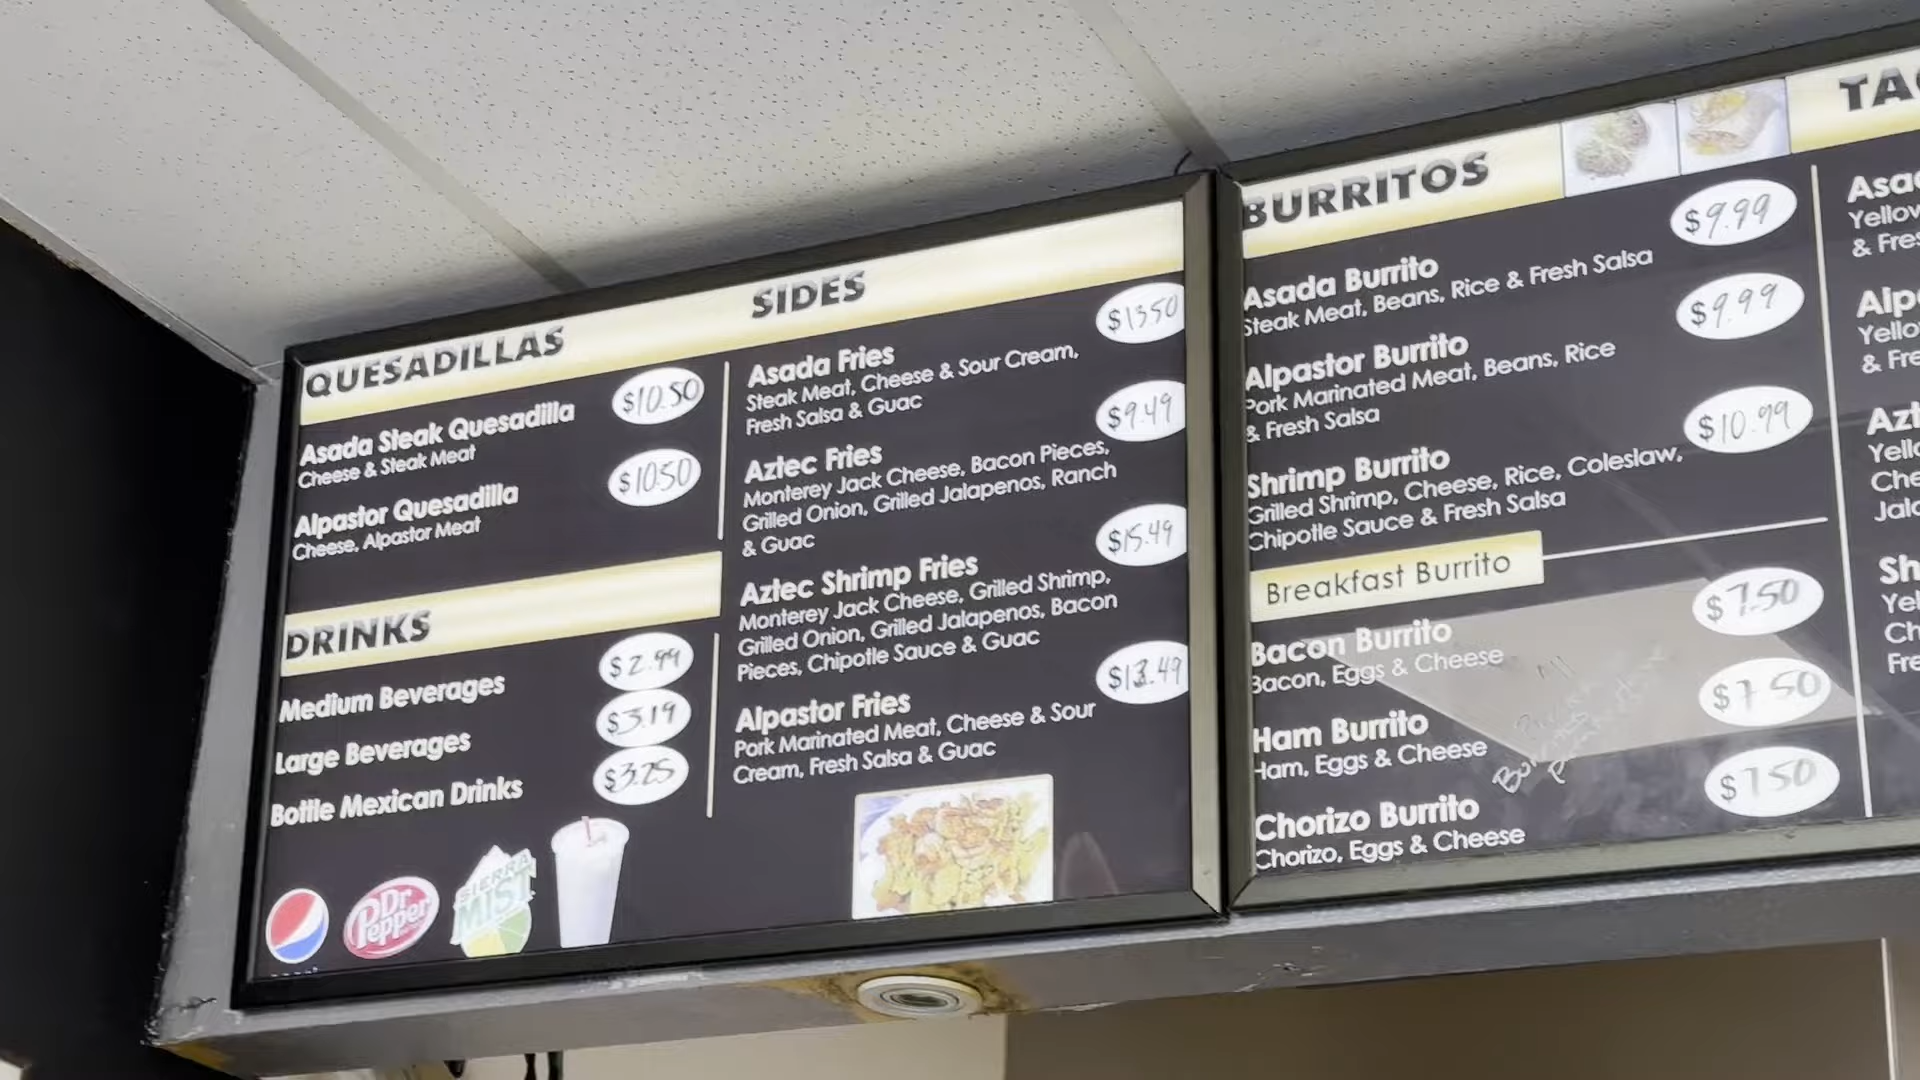 QUESADILLAS
Asada Steak Quesadilla $10.50
Cheese & Steak Meat
Alpastor Quesadilla $10.50
Cheese, Alpastor Meat
DRINKS
Medium Beverages $2.99
Large Beverages $3.19
Bottle Mexican Drinks $3.25
Dr
Pepper
SIERRA
MIST
SIDES
Asada Fries $13.50
Steak Meat, Cheese & Sour Cream,
Fresh Salsa & Guac
Aztec Fries $9.49
Monterey Jack Cheese, Bacon Pieces,
Grilled Onion, Grilled Jalapenos, Ranch
& Guac
Aztec Shrimp Fries $15.49
Monterey Jack Cheese, Grilled Shrimp,
Grilled Onion, Grilled Jalapenos, Bacon
Pieces, Chipotle Sauce & Guac
Alpastor Fries $13.49
Pork Marinated Meat, Cheese & Sour
Cream, Fresh Salsa & Guac
BURRITOS
Asada Burrito $9.99
Steak Meat, Beans, Rice & Fresh Salsa
Alpastor Burrito $9.99
Pork Marinated Meat, Beans, Rice
& Fresh Salsa
Shrimp Burrito $10.99
Grilled Shrimp, Cheese, Rice, Coleslaw,
Chipotle Sauce & Fresh Salsa
Breakfast Burrito
Bacon Burrito $7.50
Bacon, Eggs & Cheese
Ham Burrito $7.50
Ham, Eggs & Cheese
Chorizo Burrito $7.50
Chorizo, Eggs & Cheese